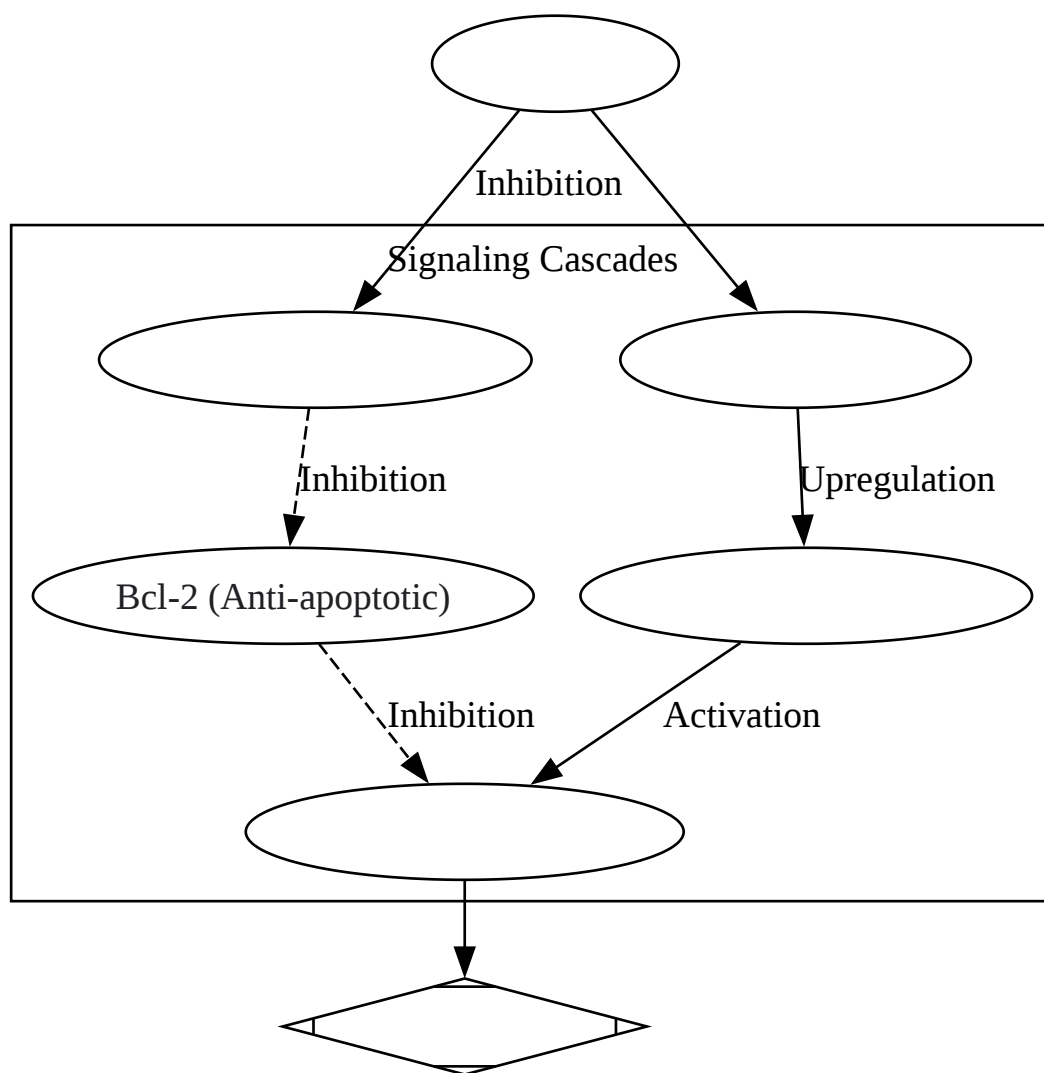 Inhibition
Signaling Cascades
Inhibition
Upregulation
Bcl-2 (Anti-apoptotic)
Inhibition
Activation